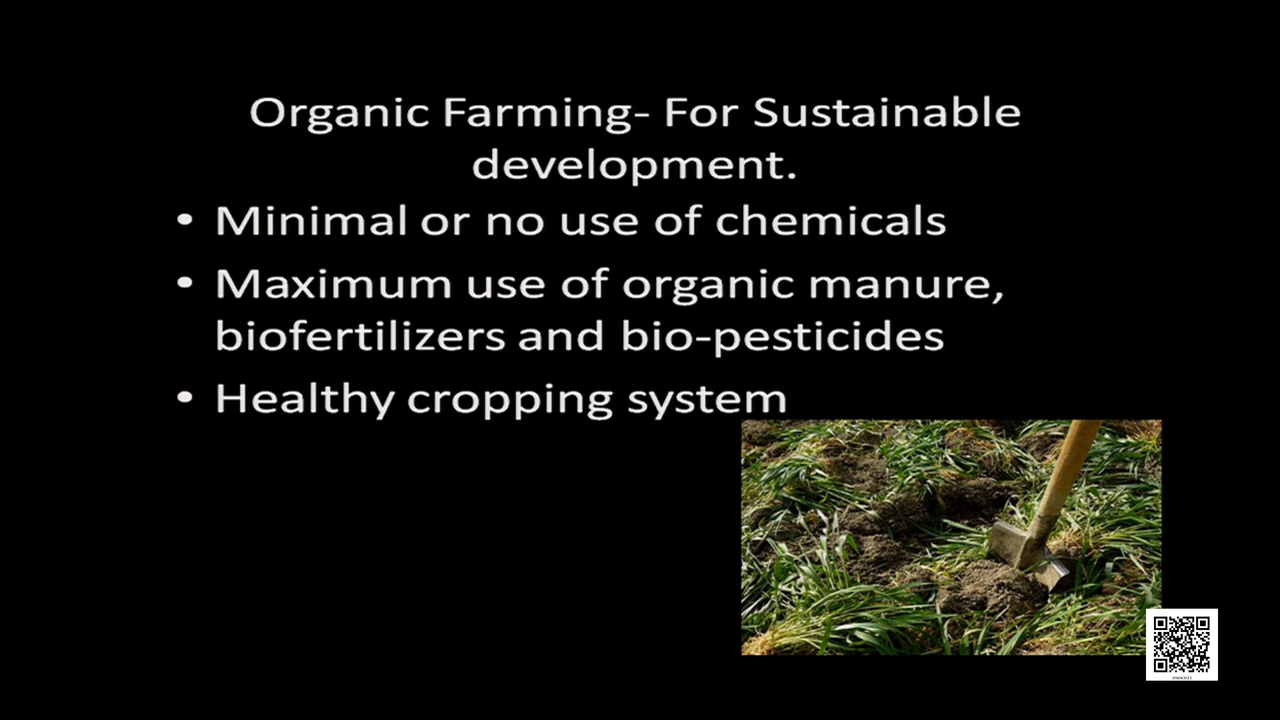 Organic Farming- For Sustainable
development.
• Minimal or no use of chemicals
• Maximum use of organic manure,
biofertilizers and bio-pesticides
• Healthy cropping system